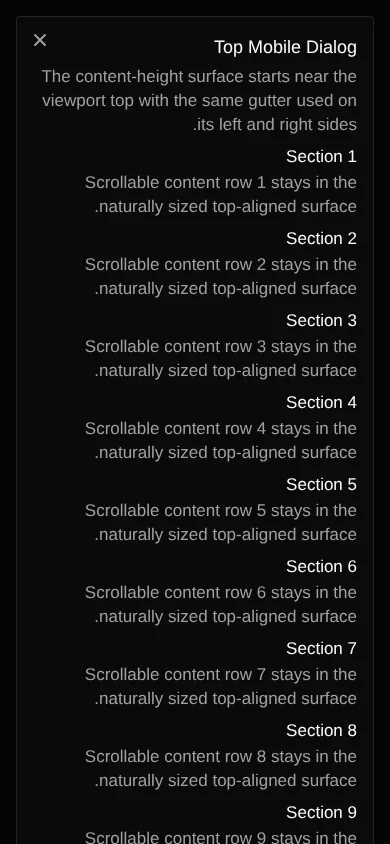 Top Mobile Dialog
The content-height surface starts near the
viewport top with the same gutter used on
.its left and right sides
Section 1
Scrollable content row 1 stays in the
.naturally sized top-aligned surface
Section 2
Scrollable content row 2 stays in the
.naturally sized top-aligned surface
Section 3
Scrollable content row 3 stays in the
.naturally sized top-aligned surface
Section 4
Scrollable content row 4 stays in the
.naturally sized top-aligned surface
Section 5
Scrollable content row 5 stays in the
.naturally sized top-aligned surface
Section 6
Scrollable content row 6 stays in the
.naturally sized top-aligned surface
Section 7
Scrollable content row 7 stays in the
.naturally sized top-aligned surface
Section 8
Scrollable content row 8 stays in the
.naturally sized top-aligned surface
Section 9
Scrollable content row 9 stays in the